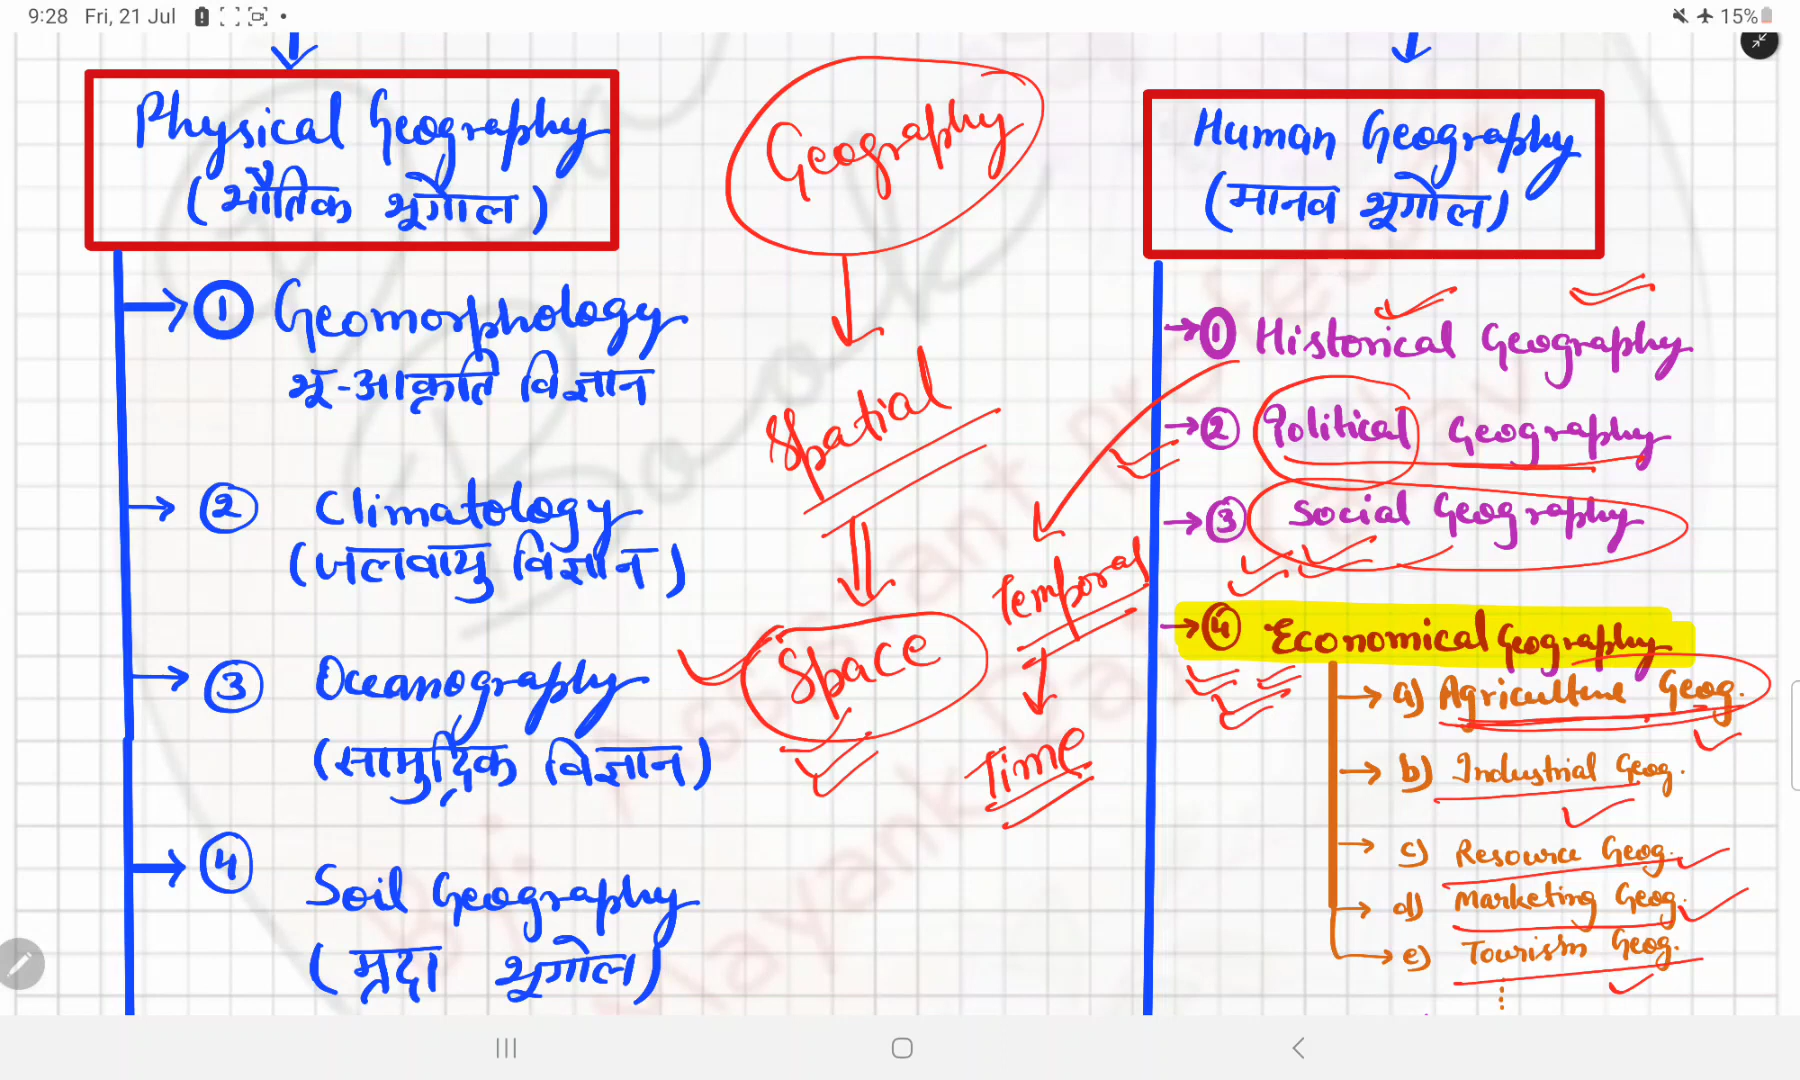 9:28 Fri, 21 Jul
15%
Physical Geography
(भौतिक भूगोल)
① Geomorphology
भू-आकृति विज्ञान
② Climatology
(जलवायु विज्ञान)
③ Oceanography
(सामुद्रिक विज्ञान)
④ Soil Geography
(मृदा भूगोल)
Geography
Spatial
Space
Temporal
Time
Human Geography
(मानव भूगोल)
① Historical Geography
② Political Geography
③ Social Geography
④ Economical Geography
a) Agriculture Geog.
b) Industrial Geog.
c) Resource Geog.
d) Marketing Geog.
e) Tourism Geog.